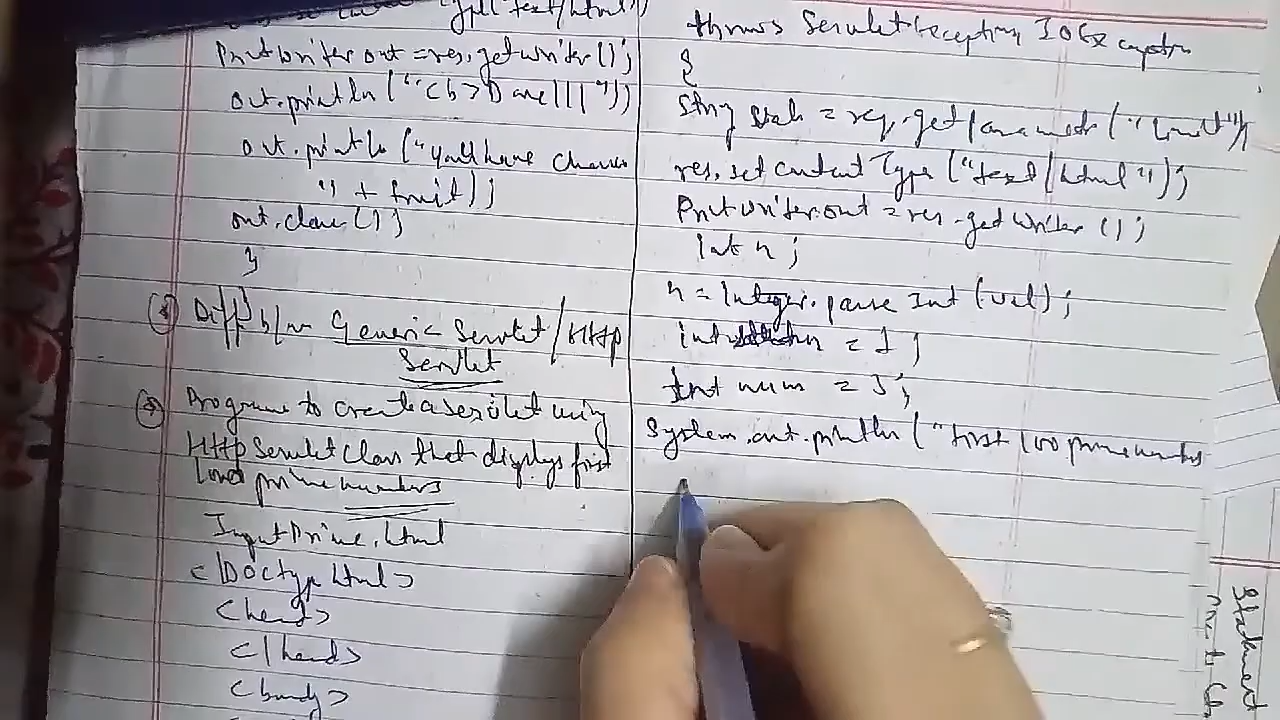 PrintWriter out = res.getWriter();
out.println("<b>
out.println("You have chosen
" + fruit);
out.close();
}
Diff b/w Generic Servlet / HTTP
Servlet
Program to create a servlet using
HTTP Servlet Class that displays first
prime numbers
InputPrime.html
<!Doctype html>
<head>
</head>
<body>
throws ServletException, IOException
{
String = req.getParameter("
res.setContentType("text/html");
PrintWriter out = res.getWriter();
int n;
n = Integer.parseInt(val);
int = 1;
int num = 3;
System.out.println("First 100 prime numbers